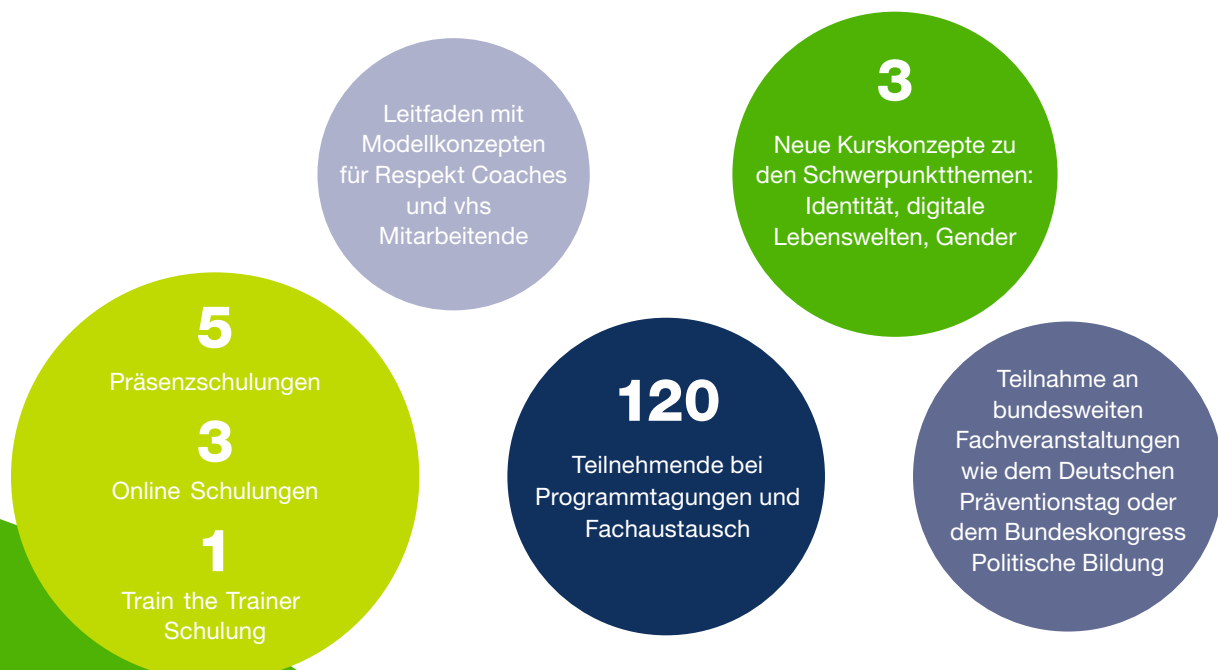 Leitfaden mit
Modellkonzepten
für Respekt Coaches
und vhs
Mitarbeitende
3
Neue Kurskonzepte zu
den Schwerpunktthemen:
Identität, digitale
Lebenswelten, Gender
5
Präsenzschulungen
3
Online Schulungen
1
Train the Trainer
Schulung
120
Teilnehmende bei
Programmtagungen und
Fachaustausch
Teilnahme an
bundesweiten
Fachveranstaltungen
wie dem Deutschen
Präventionstag oder
dem Bundeskongress
Politische Bildung